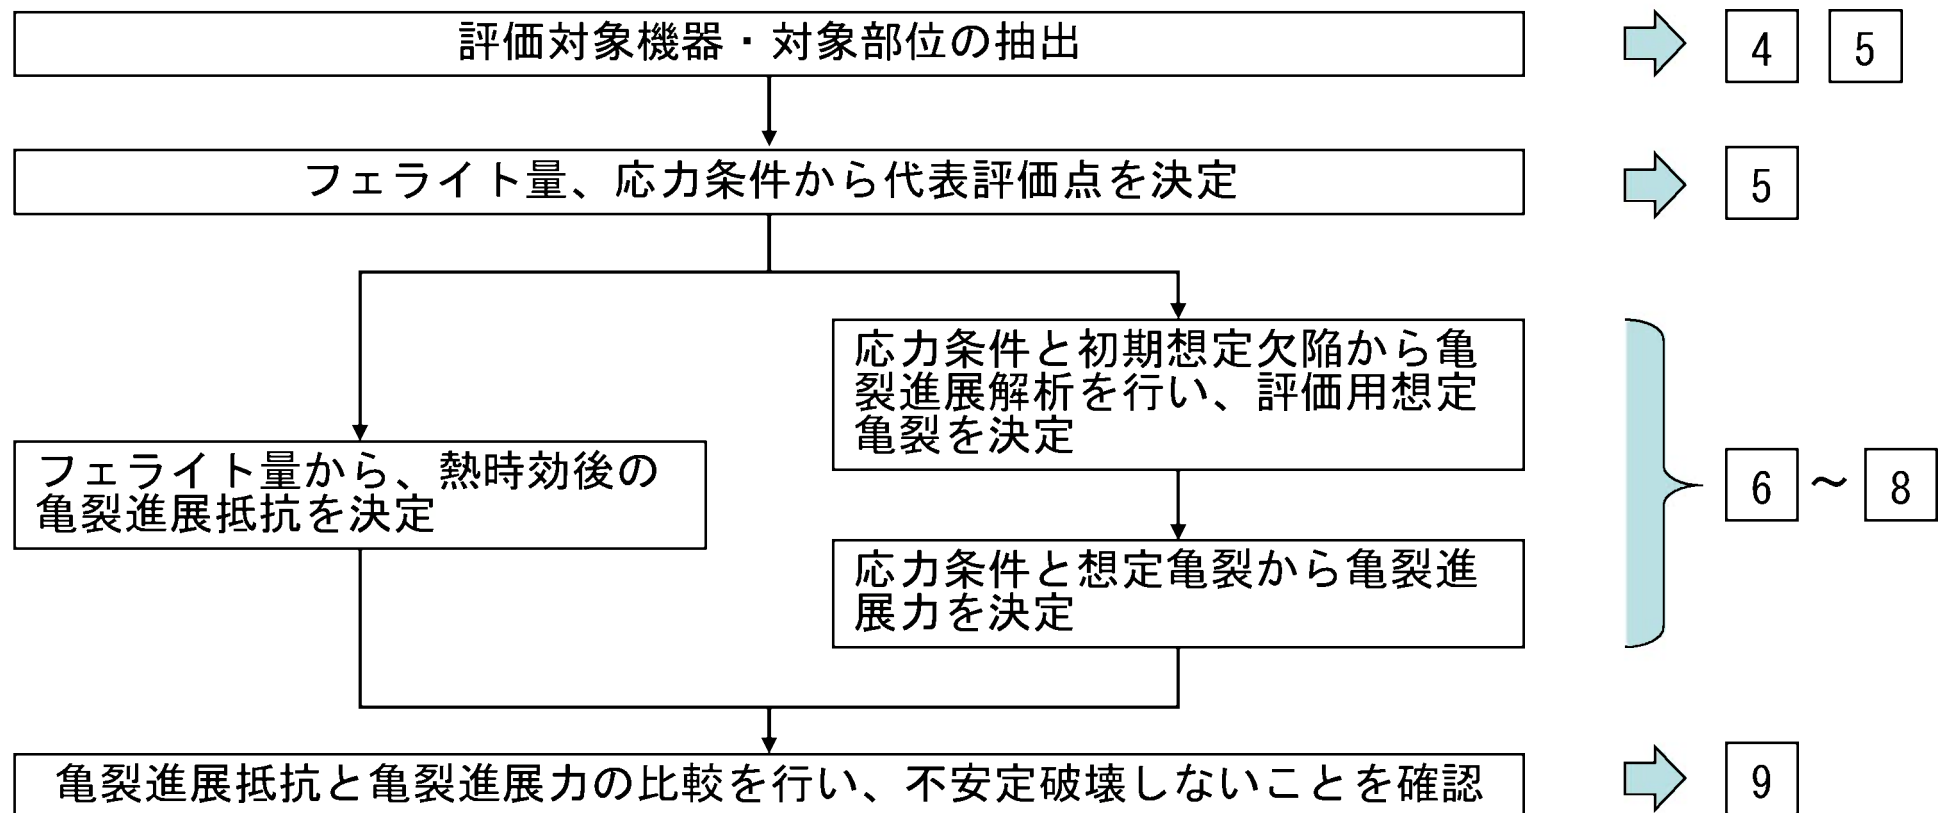 評価対象機器・対象部位の抽出
4 5
フェライト量、応力条件から代表評価点を決定
5
応力条件と初期想定欠陥から亀
裂進展解析を行い、評価用想定
亀裂を決定
フェライト量から、熱時効後の
亀裂進展抵抗を決定
6 ～ 8
応力条件と想定亀裂から亀裂進
展力を決定
亀裂進展抵抗と亀裂進展力の比較を行い、不安定破壊しないことを確認
9